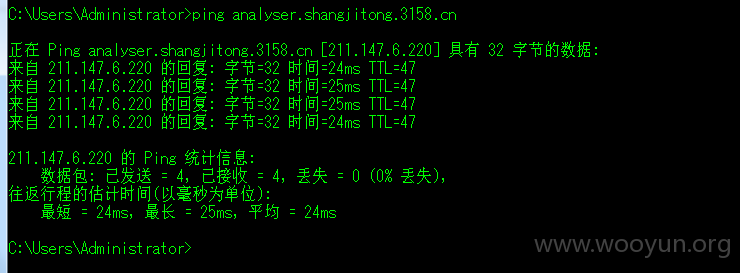 C:\Users\Administrator>ping analyser.shangjitong.3158.cn
正在 Ping analyser.shangjitong.3158.cn [211.147.6.220] 具有 32 字节的数据:
来自 211.147.6.220 的回复: 字节=32 时间=24ms TTL=47
来自 211.147.6.220 的回复: 字节=32 时间=25ms TTL=47
来自 211.147.6.220 的回复: 字节=32 时间=25ms TTL=47
来自 211.147.6.220 的回复: 字节=32 时间=24ms TTL=47
211.147.6.220 的 Ping 统计信息:
数据包: 已发送 = 4, 已接收 = 4, 丢失 = 0 (0% 丢失),
往返行程的估计时间(以毫秒为单位):
最短 = 24ms, 最长 = 25ms, 平均 = 24ms
C:\Users\Administrator>
www.wooyun.org